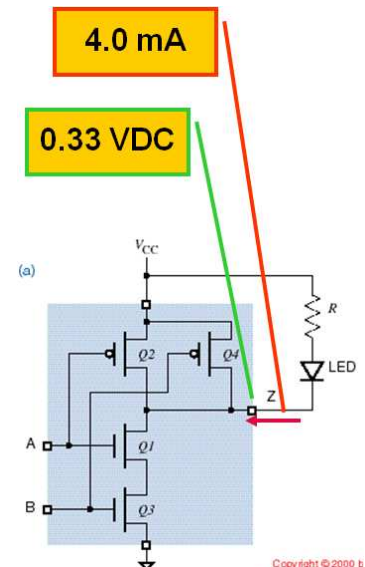 4.0 mA
0.33 VDC
VCC
(a)
R
Q2
Q4
LED
Z
A
Q1
B
Q3
Copyright © 2000 b